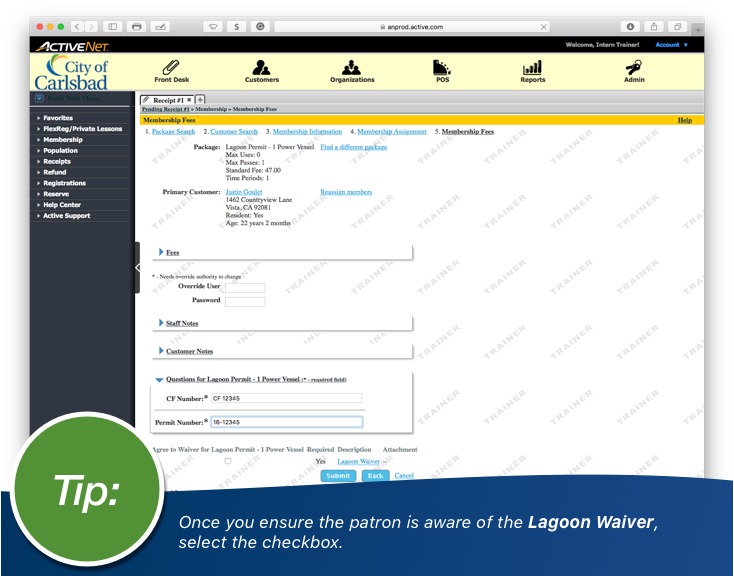 S
anprod.active.com
ACTIVENet
Welcome, Intern Trainer!
Account
City of
Carlsbad
Front Desk
Customers
Organizations
POS
Reports
Admin
Front Desk Menu
Favorites
FlexReg/Private Lessons
Membership
Population
Receipts
Refund
Registrations
Reserve
Help Center
Active Support
Receipt #1 × +
Pending Receipt #1 » Membership » Membership Fees
Membership Fees
Help
1. Package Search 2. Customer Search 3. Membership Information 4. Membership Assignment 5. Membership Fees
Package: Lagoon Permit - 1 Power Vessel Find a different package
Max Uses: 0
Max Passes: 1
Standard Fee: 47.00
Time Periods: 1
Primary Customer: Justin Goulet Reassign members
1462 Countryview Lane
Vista, CA 92081
Resident: Yes
Age: 22 years 2 months
Fees
* - Needs override authority to change
Override User
Password
Staff Notes
Customer Notes
Questions for Lagoon Permit - 1 Power Vessel (* - required field)
CF Number:* CF 12345
Permit Number:* 16-12345
Agree to Waiver for Lagoon Permit - 1 Power Vessel Required Description Attachment
Yes Lagoon Waiver --
Submit Back Cancel
TRAINER
Tip:
Once you ensure the patron is aware of the Lagoon Waiver,
select the checkbox.